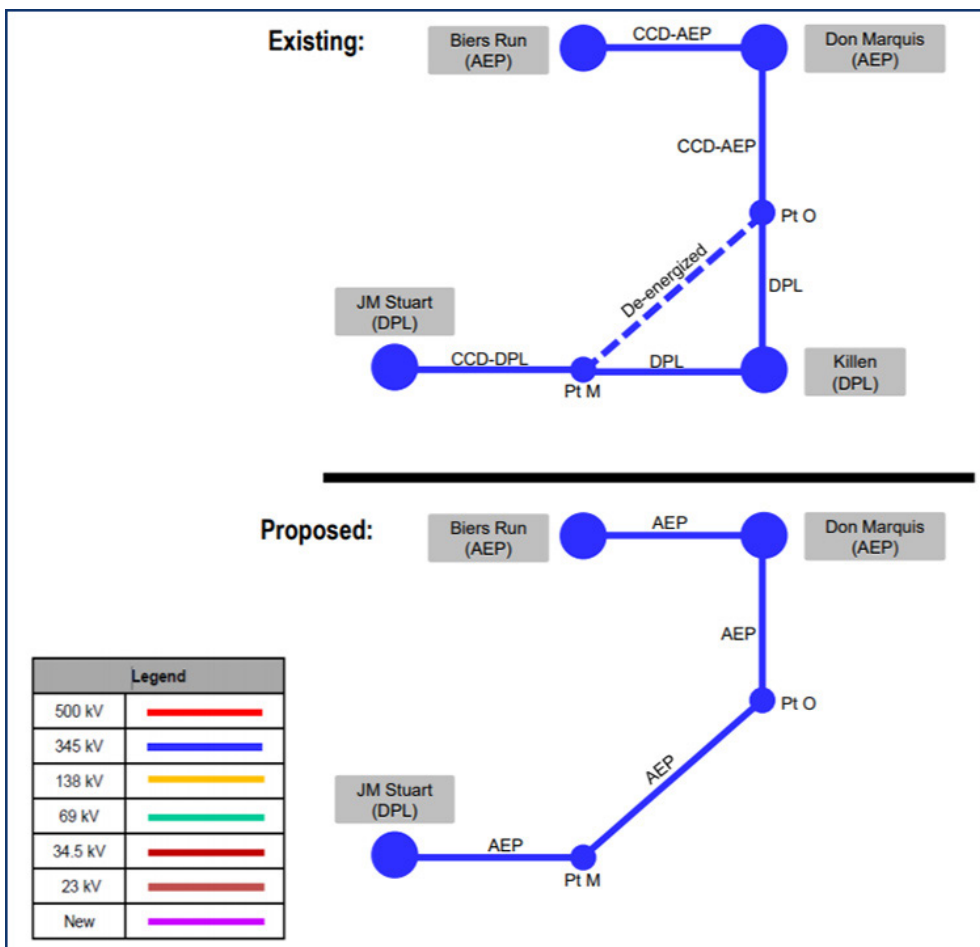 Existing:
Biers Run
(AEP)
CCD-AEP
Don Marquis
(AEP)
CCD-AEP
Pt O
De-energized
DPL
JM Stuart
(DPL)
CCD-DPL
Pt M
DPL
Killen
(DPL)
Proposed:
Biers Run
(AEP)
AEP
Don Marquis
(AEP)
AEP
Pt O
AEP
JM Stuart
(DPL)
AEP
Pt M
Legend
500 kV
345 kV
138 kV
69 kV
34.5 kV
23 kV
New